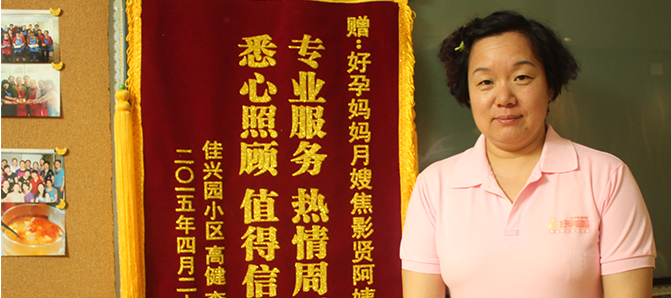 赠：好孕妈妈月嫂焦影贤阿姨
专业服务 热情周
悉心照顾 值得信
佳兴园小区 高健
二〇一五年四月二